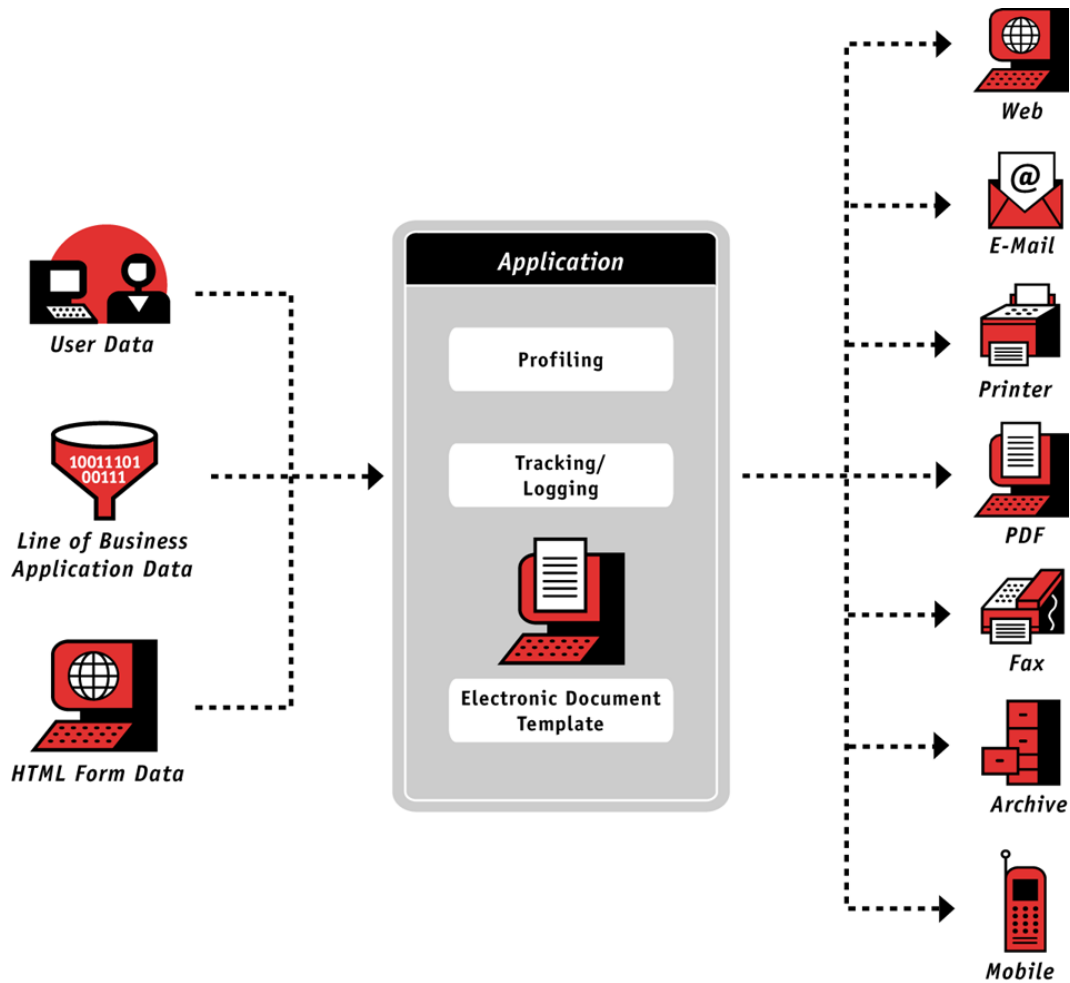 User Data
10011101
00111
Line of Business
Application Data
HTML Form Data
Application
Profiling
Tracking/
Logging
Electronic Document
Template
Web
@
E-Mail
Printer
PDF
Fax
Archive
Mobile